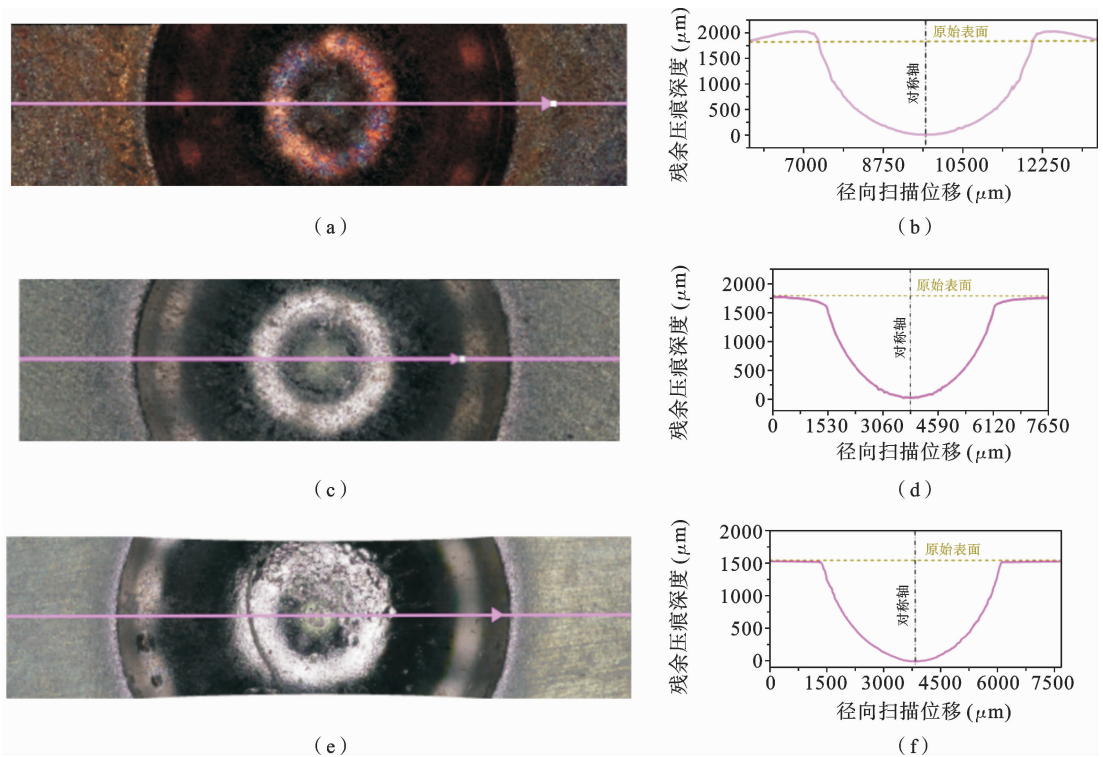 残余压痕深度 (μm)
2000
1500
1000
500
0
原始表面
对称轴
7000 8750 10500 12250
径向扫描位移 (μm)
(a)
(b)
残余压痕深度 (μm)
2000
1500
1000
500
0
原始表面
对称轴
0 1530 3060 4590 6120 7650
径向扫描位移 (μm)
(c)
(d)
残余压痕深度 (μm)
2000
1500
1000
500
0
原始表面
对称轴
0 1500 3000 4500 6000 7500
径向扫描位移 (μm)
(e)
(f)